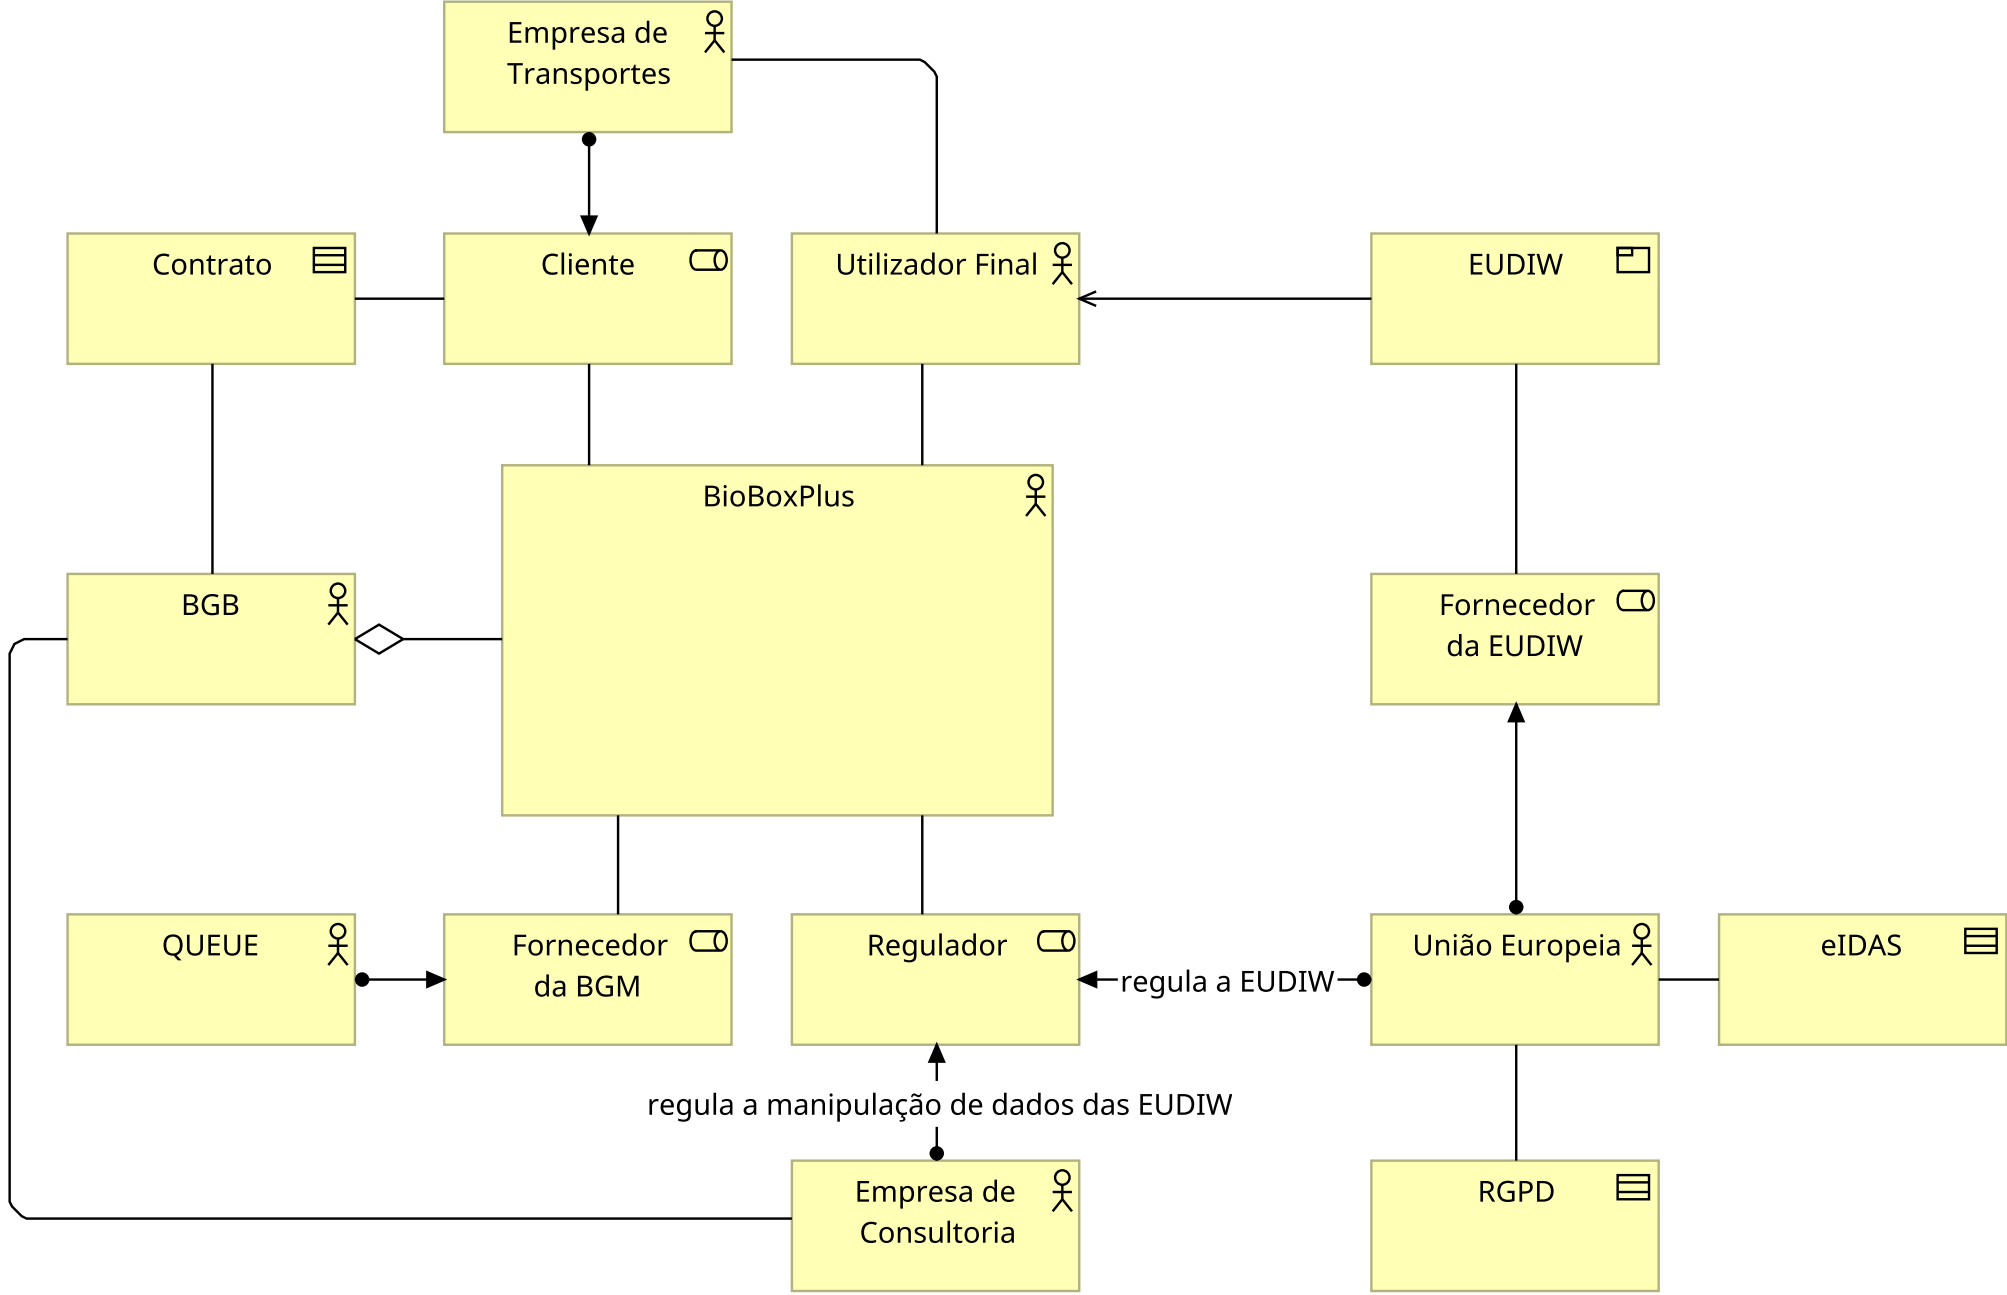 Empresa de
Transportes
Contrato
Cliente
Utilizador Final
EUDIW
BioBoxPlus
BGB
Fornecedor
da EUDIW
QUEUE
Fornecedor
da BGM
Regulador
regula a EUDIW
União Europeia
eIDAS
regula a manipulação de dados das EUDIW
Empresa de
Consultoria
RGPD